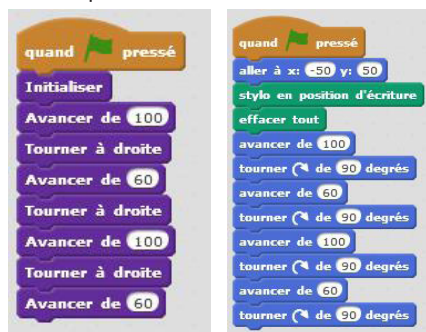 quand pressé
Initialiser
Avancer de 100
Tourner à droite
Avancer de 60
Tourner à droite
Avancer de 100
Tourner à droite
Avancer de 60
quand pressé
aller à x: -50 y: 50
stylo en position d'écriture
effacer tout
avancer de 100
tourner de 90 degrés
avancer de 60
tourner de 90 degrés
avancer de 100
tourner de 90 degrés
avancer de 60
tourner de 90 degrés